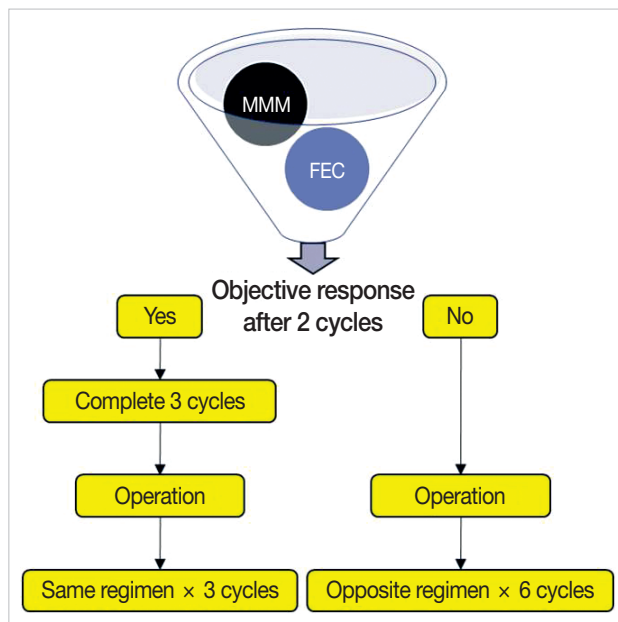 MMM
FEC
Objective response
after 2 cycles
Yes
No
Complete 3 cycles
Operation
Operation
Same regimen × 3 cycles
Opposite regimen × 6 cycles